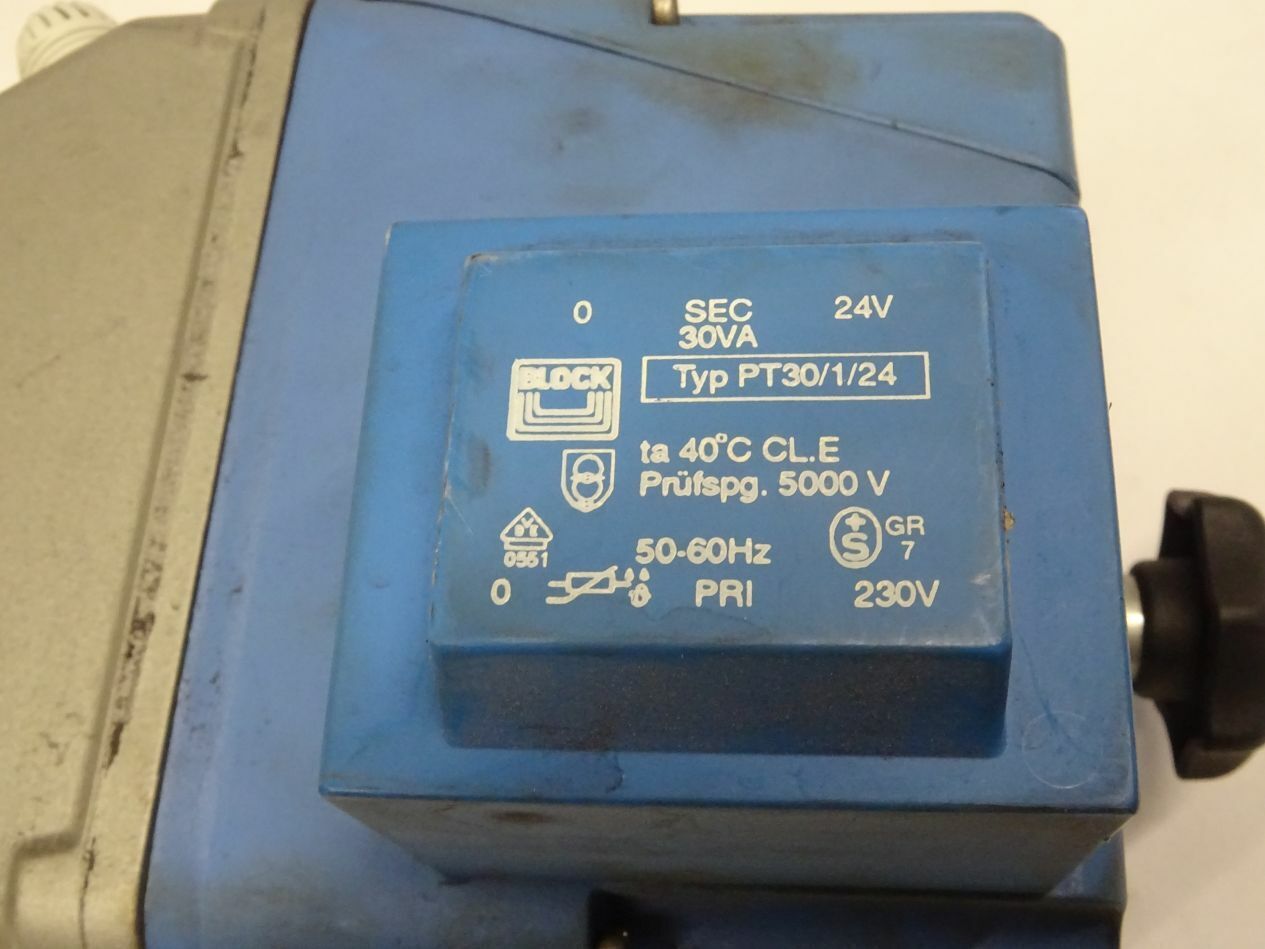 0 SEC 24V
30VA
BLOCK
Typ PT30/1/24
ta 40°C CL.E
Prüfspg. 5000 V
VDE
0551
50-60Hz
+
S
GR
7
0 PRI 230V